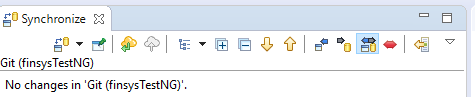 Synchronize
Git (finsysTestNG)
No changes in 'Git (finsysTestNG)'.